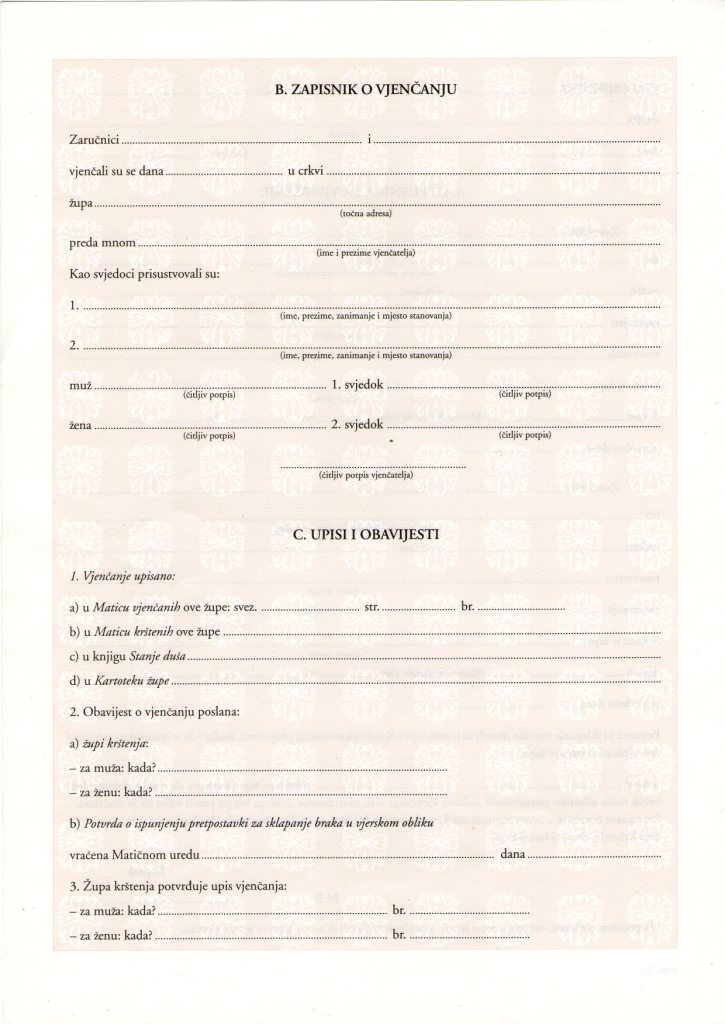 B. ZAPISNIK O VJENČANJU
Zaručnici ........ i ........
vjenčali su se dana ........ u crkvi ........
župa ........
(točna adresa)
preda mnom ........
(ime i prezime vjenčatelja)
Kao svjedoci prisustvovali su:
1. ........
(ime, prezime, zanimanje i mjesto stanovanja)
2. ........
(ime, prezime, zanimanje i mjesto stanovanja)
muž ........ 1. svjedok ........
(čitljiv potpis) (čitljiv potpis)
žena ........ 2. svjedok ........
(čitljiv potpis) (čitljiv potpis)
........
(čitljiv potpis vjenčatelja)
C. UPISI I OBAVIJESTI
1. Vjenčanje upisano:
a) u Maticu vjenčanih ove župe: svez. ........ str. ........ br. ........
b) u Maticu krštenih ove župe ........
c) u knjigu Stanje duša ........
d) u Kartoteku župe ........
2. Obavijest o vjenčanju poslana:
a) župi krštenja:
– za muža: kada? ........
– za ženu: kada? ........
b) Potvrda o ispunjenju pretpostavki za sklapanje braka u vjerskom obliku
vraćena Matičnom uredu ........ dana ........
3. Župa krštenja potvrđuje upis vjenčanja:
– za muža: kada? ........ br. ........
– za ženu: kada? ........ br. ........